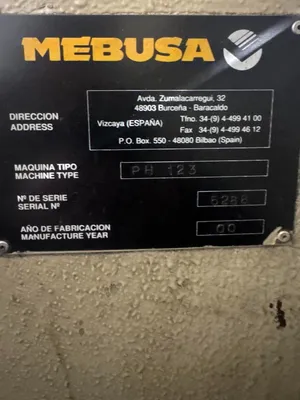 MEBUSA
DIRECCION
ADDRESS
Avda. Zumalacarregui, 32
48903 Burceña - Baracaldo
Vizcaya (ESPAÑA) Tfno. 34-(9) 4-499 41 00
Fax 34-(9) 4-499 46 12
P.O. Box. 550 - 48080 Bilbao (Spain)
MAQUINA TIPO
MACHINE TYPE
PH 123
Nº DE SERIE
SERIAL Nº
6286
AÑO DE FABRICACION
MANUFACTURE YEAR
00